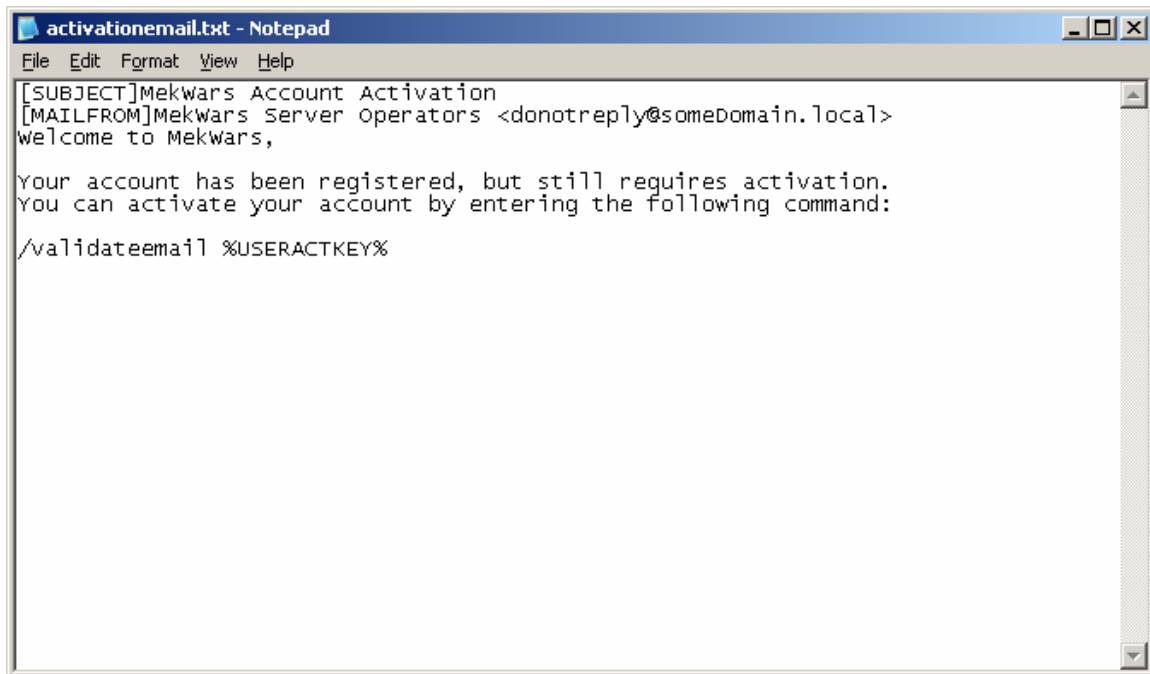 activationemail.txt - Notepad
File Edit Format View Help
[SUBJECT]MekWars Account Activation
[MAILFROM]MekWars Server Operators <donotreply@someDomain.local>
Welcome to MekWars,
Your account has been registered, but still requires activation.
You can activate your account by entering the following command:
/validateemail %USERACTKEY%